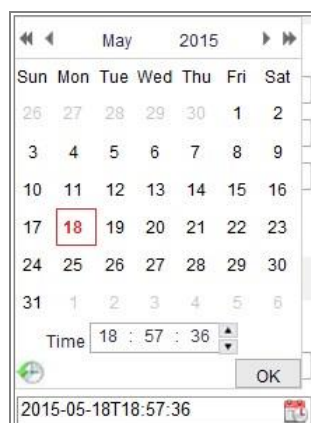 May 2015
Sun Mon Tue Wed Thu Fri Sat
26 27 28 29 30 1 2
3 4 5 6 7 8 9
10 11 12 13 14 15 16
17 18 19 20 21 22 23
24 25 26 27 28 29 30
31 1 2 3 4 5 6
Time 18 : 57 : 36
OK
2015-05-18T18:57:36